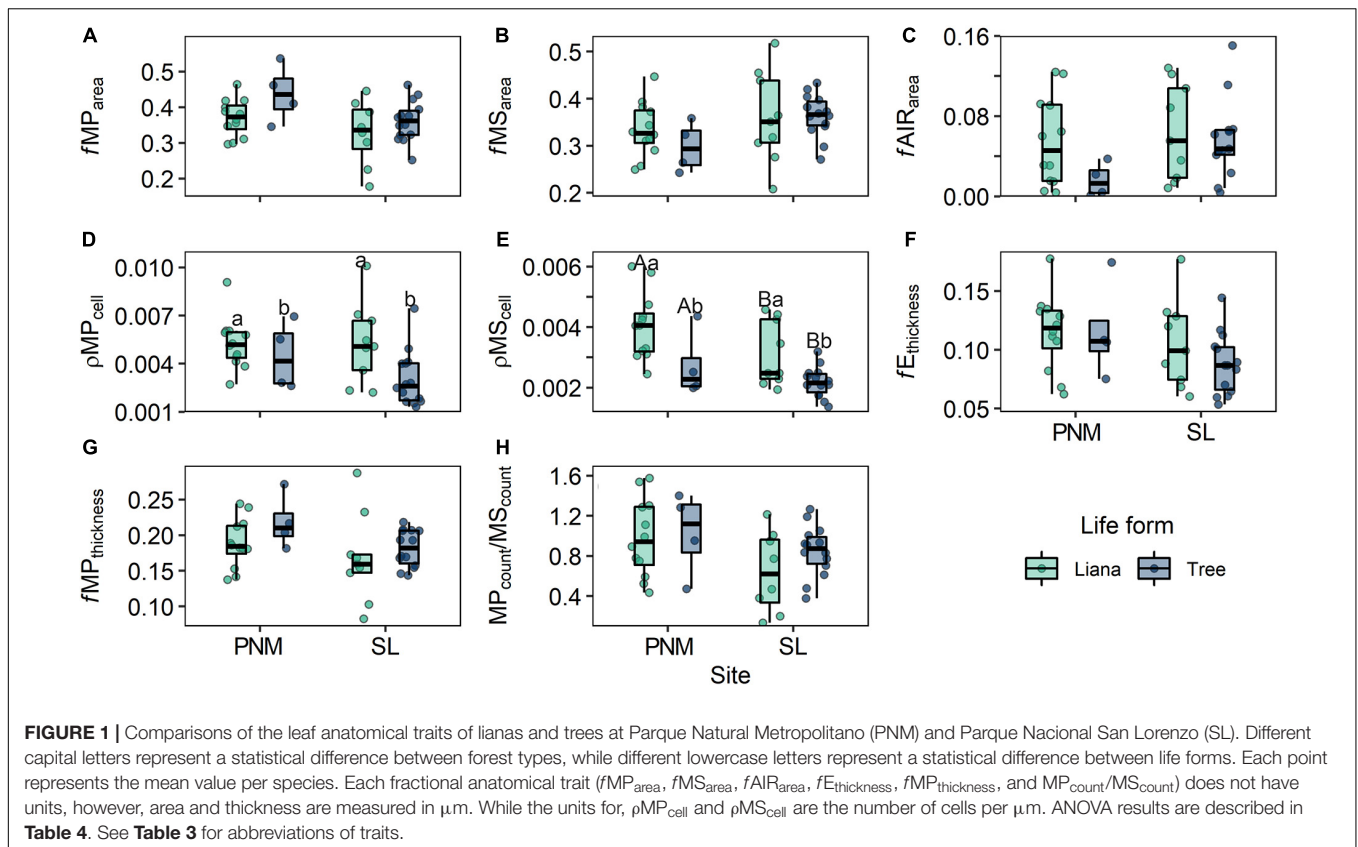 A
B
C
fMParea
fMSarea
fAIRarea
0.5
0.4
0.3
0.2
0.5
0.4
0.3
0.2
0.16
0.08
0.00
D
E
F
ρMPcell
ρMScell
fEthickness
0.010
0.007
0.004
0.001
a
b
a
b
0.006
0.004
0.002
Aa
Ab
Ba
Bb
0.15
0.10
0.05
PNM
SL
G
H
fMPthickness
MPcount/MScount
0.25
0.20
0.15
0.10
1.6
1.2
0.8
0.4
PNM
SL
PNM
SL
Site
Life form
Liana
Tree
FIGURE 1 | Comparisons of the leaf anatomical traits of lianas and trees at Parque Natural Metropolitano (PNM) and Parque Nacional San Lorenzo (SL). Different
capital letters represent a statistical difference between forest types, while different lowercase letters represent a statistical difference between life forms. Each point
represents the mean value per species. Each fractional anatomical trait (fMParea, fMSarea, fAIRarea, fEthickness, fMPthickness, and MPcount/MScount) does not have
units, however, area and thickness are measured in μm. While the units for, ρMPcell and ρMScell are the number of cells per μm. ANOVA results are described in
Table 4. See Table 3 for abbreviations of traits.